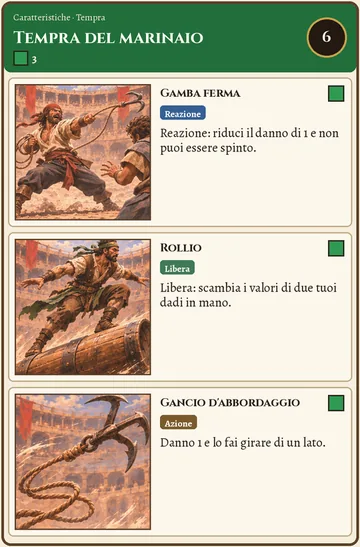 Caratteristiche · Tempra
Tempra del marinaio
6
3
Gamba ferma
Reazione
Reazione: riduci il danno di 1 e non
puoi essere spinto.
Rollio
Libera
Libera: scambia i valori di due tuoi
dadi in mano.
Gancio d'abbordaggio
Azione
Danno 1 e lo fai girare di un lato.